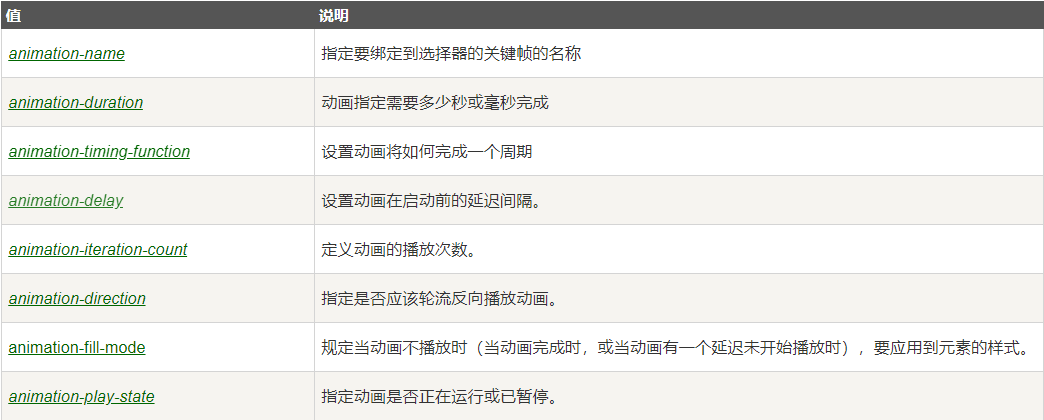 值 说明
animation-name 指定要绑定到选择器的关键帧的名称
animation-duration 动画指定需要多少秒或毫秒完成
animation-timing-function 设置动画将如何完成一个周期
animation-delay 设置动画在启动前的延迟间隔。
animation-iteration-count 定义动画的播放次数。
animation-direction 指定是否应该轮流反向播放动画。
animation-fill-mode 规定当动画不播放时（当动画完成时，或当动画有一个延迟未开始播放时），要应用到元素的样式。
animation-play-state 指定动画是否正在运行或已暂停。